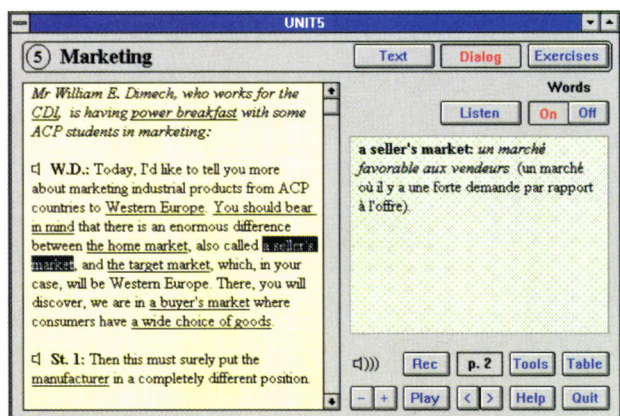 UNIT5
5 Marketing
Text Dialog Exercises
Mr William E. Dimech, who works for the
CDI, is having power breakfast with some
ACP students in marketing:
W.D.: Today, I'd like to tell you more
about marketing industrial products from ACP
countries to Western Europe. You should bear
in mind that there is an enormous difference
between the home market, also called a seller's
market, and the target market, which, in your
case, will be Western Europe. There, you will
discover, we are in a buyer's market where
consumers have a wide choice of goods.
St. 1: Then this must surely put the
manufacturer in a completely different position.
Words
Listen On Off
a seller's market: un marché
favorable aux vendeurs (un marché
où il y a une forte demande par rapport
à l'offre).
Rec p. 2 Tools Table
- + Play < > Help Quit